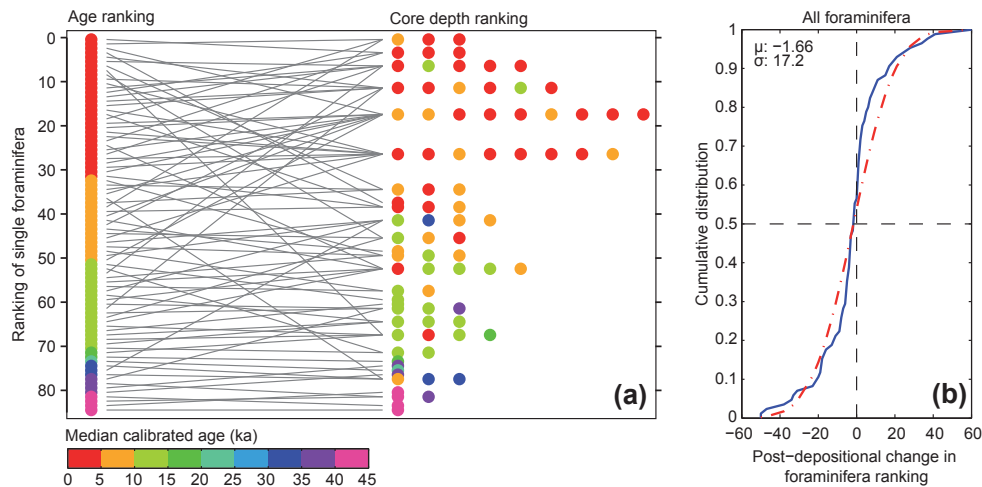 Age ranking
Core depth ranking
Ranking of single foraminifera
0
10
20
30
40
50
60
70
80
(a)
Median calibrated age (ka)
0 5 10 15 20 25 30 35 40 45
All foraminifera
µ: −1.66
σ: 17.2
Cumulative distribution
1
0.9
0.8
0.7
0.6
0.5
0.4
0.3
0.2
0.1
0
(b)
−60 −40 −20 0 20 40 60
Post-depositional change in
foraminifera ranking